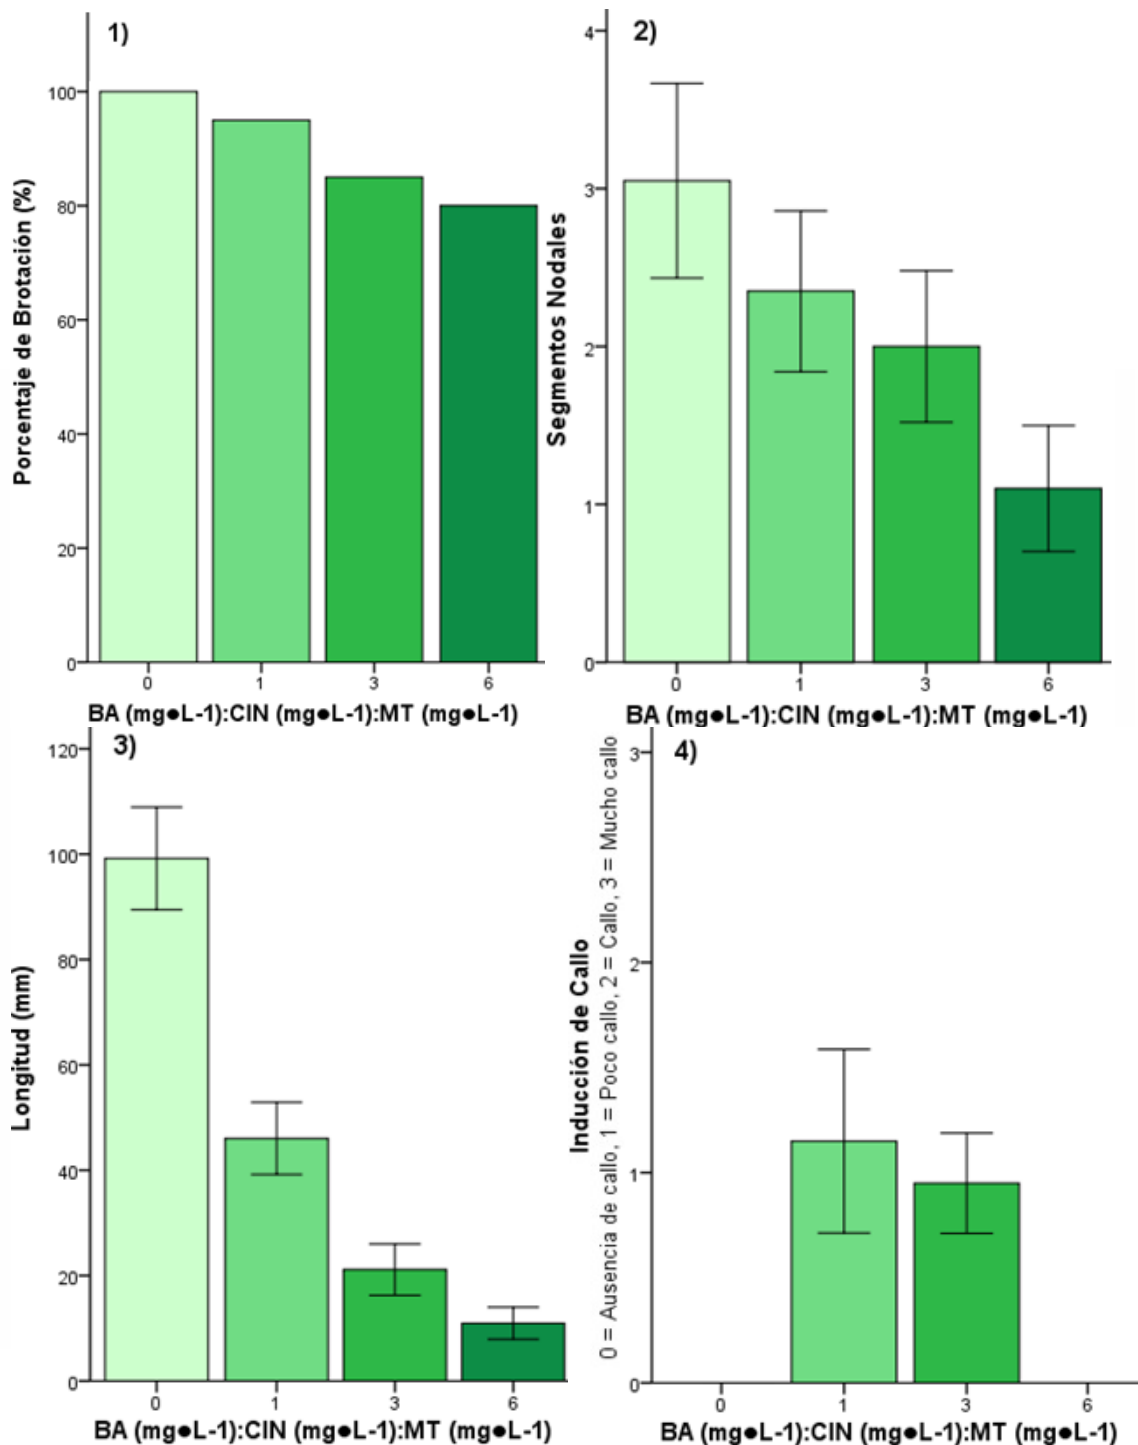 1)
Porcentaje de Brotación (%)
100
80
60
40
20
0
0 1 3 6
BA (mg●L-1):CIN (mg●L-1):MT (mg●L-1)
2)
Segmentos Nodales
4
3
2
1
0
0 1 3 6
BA (mg●L-1):CIN (mg●L-1):MT (mg●L-1)
3)
Longitud (mm)
120
100
80
60
40
20
0
0 1 3 6
BA (mg●L-1):CIN (mg●L-1):MT (mg●L-1)
4)
Inducción de Callo
0 = Ausencia de callo, 1 = Poco callo, 2 = Callo, 3 = Mucho callo
3
2
1
0
0 1 3 6
BA (mg●L-1):CIN (mg●L-1):MT (mg●L-1)